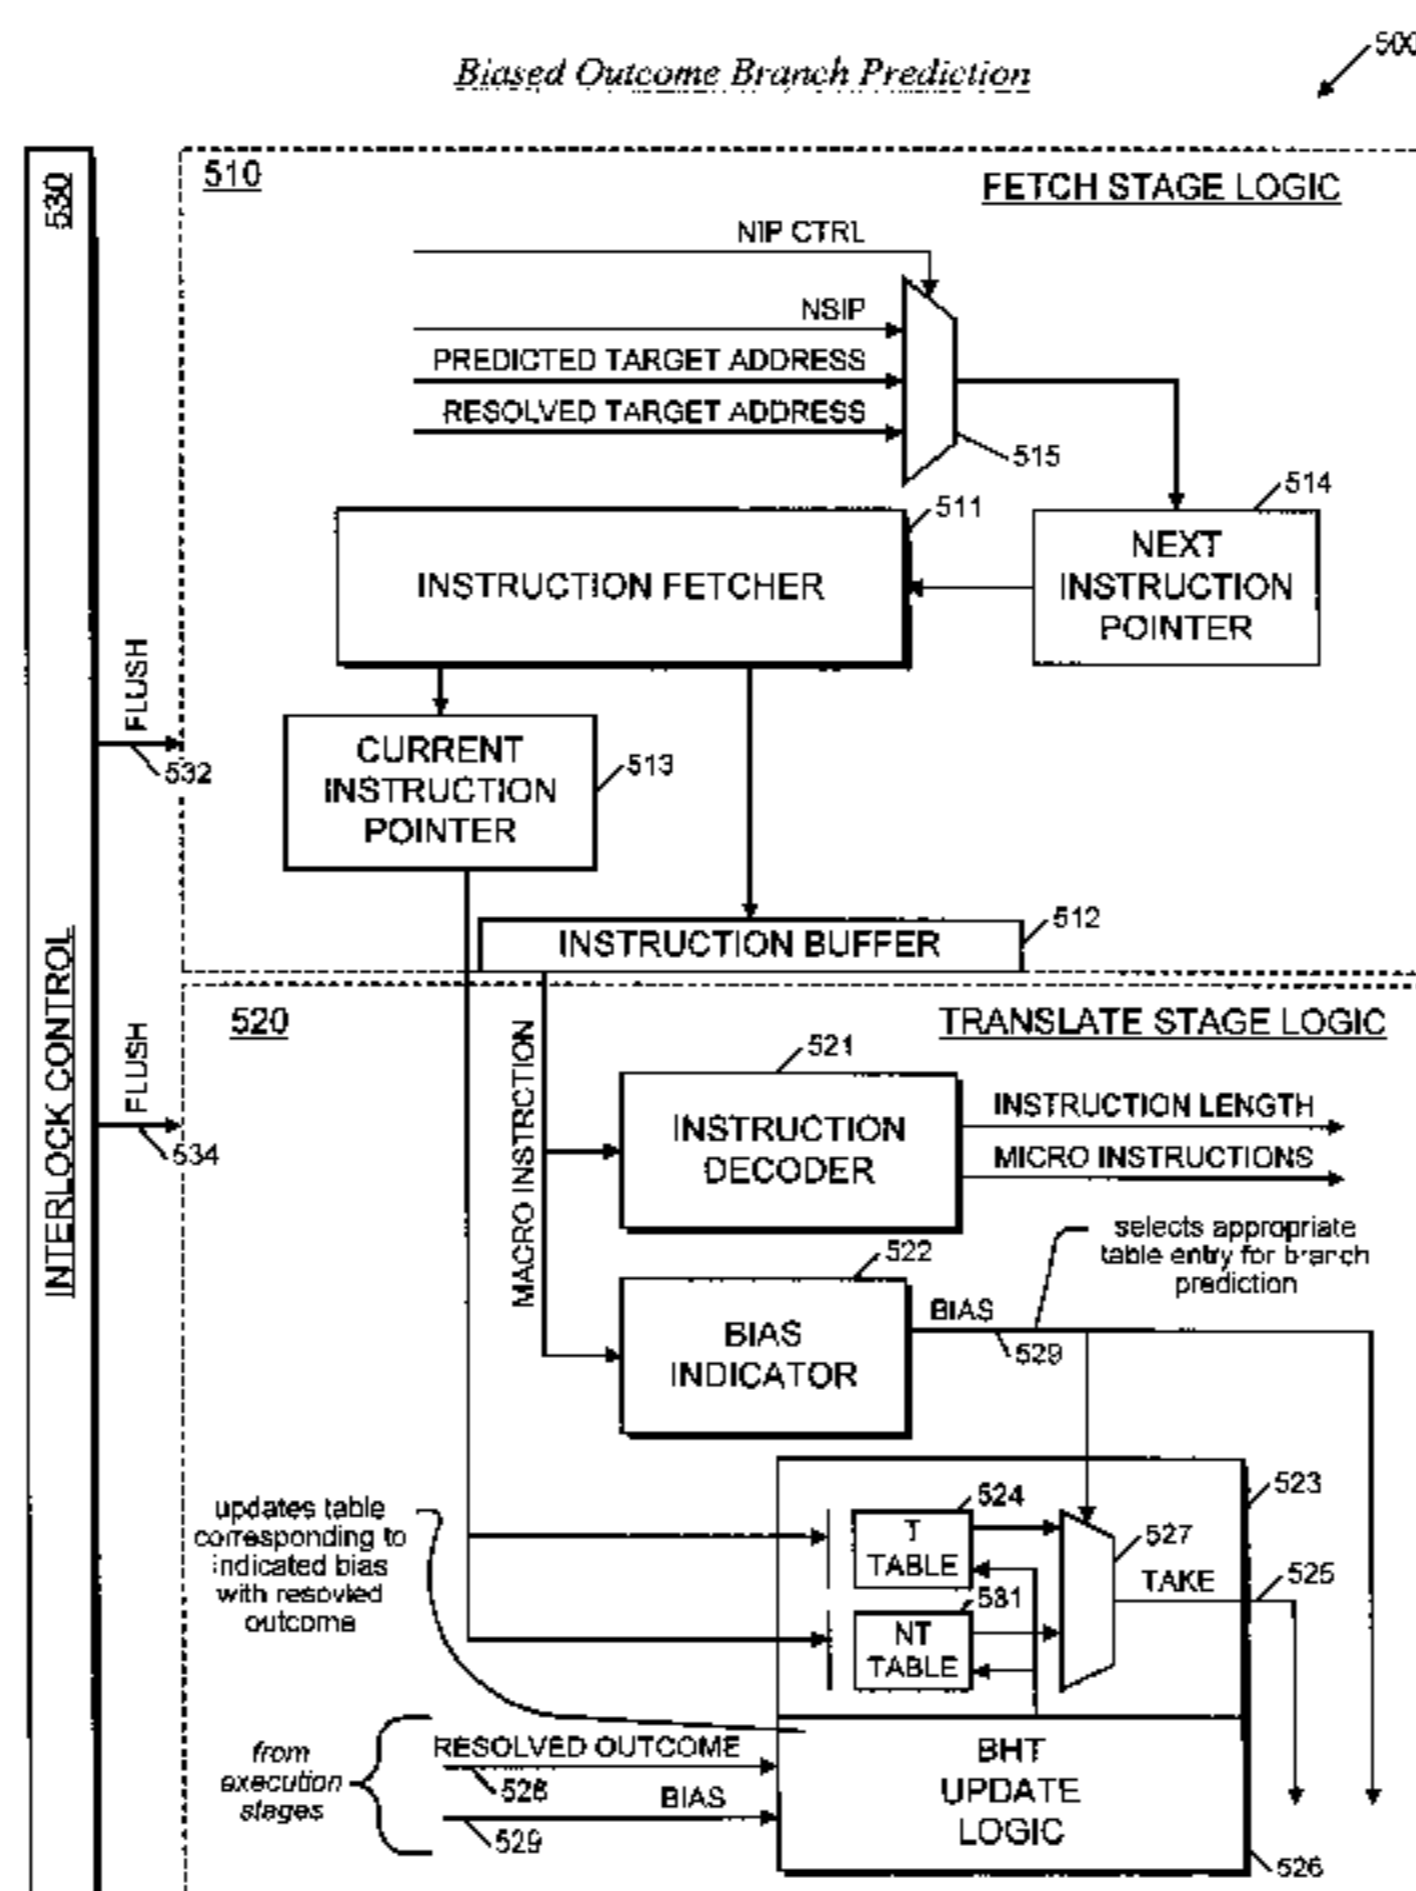 Biased Outcome Branch Prediction
500
530
510
FETCH STAGE LOGIC
NIP CTRL
NSIP
PREDICTED TARGET ADDRESS
RESOLVED TARGET ADDRESS
515
514
511
INSTRUCTION FETCHER
NEXT
INSTRUCTION
POINTER
FLUSH
532
CURRENT
INSTRUCTION
POINTER
513
INSTRUCTION BUFFER
512
INTERLOCK CONTROL
520
TRANSLATE STAGE LOGIC
FLUSH
534
MACRO INSTRCTION
521
INSTRUCTION
DECODER
INSTRUCTION LENGTH
MICRO INSTRUCTIONS
522
BIAS
INDICATOR
BIAS
529
selects appropriate
table entry for branch
prediction
updates table
corresponding to
indicated bias
with resovled
outcome
523
524
T
TABLE
527
TAKE
525
531
NT
TABLE
from
execution
stages
RESOLVED OUTCOME
528
BIAS
529
BHT
UPDATE
LOGIC
526